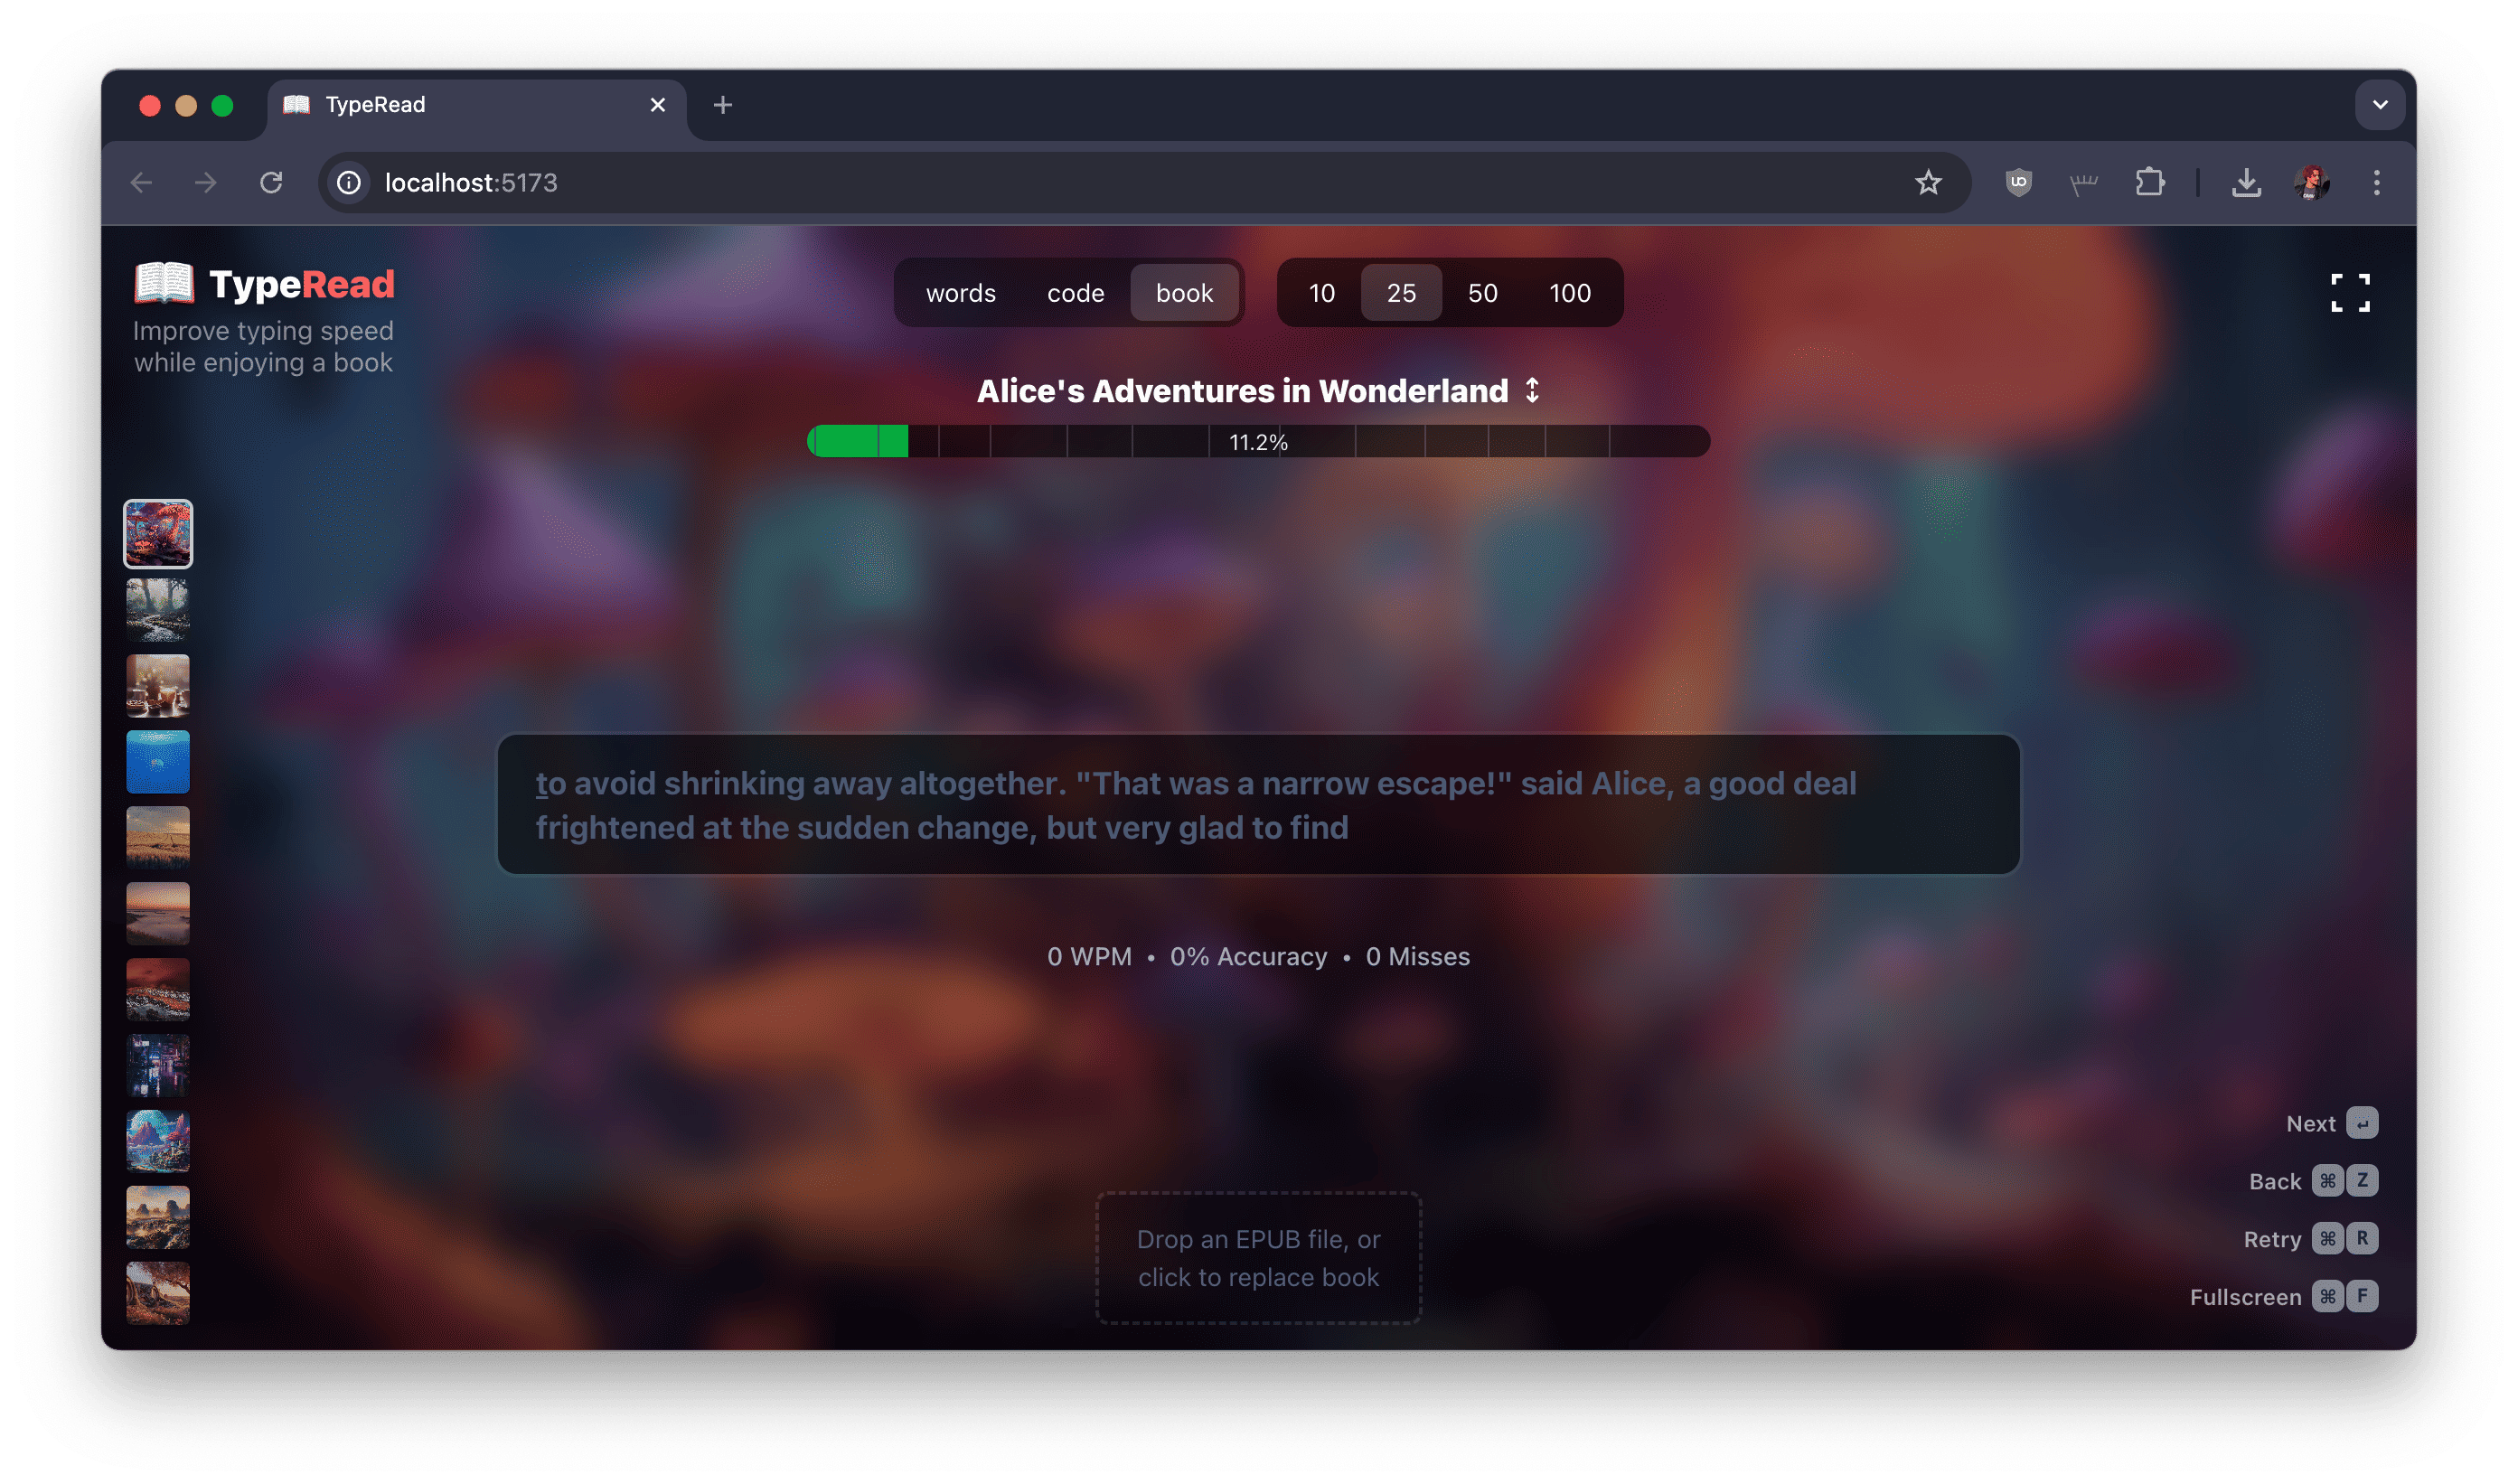 TypeRead
localhost:5173
TypeRead
Improve typing speed
while enjoying a book
words code book
10 25 50 100
Alice's Adventures in Wonderland
11.2%
to avoid shrinking away altogether. "That was a narrow escape!" said Alice, a good deal
frightened at the sudden change, but very glad to find
0 WPM • 0% Accuracy • 0 Misses
Drop an EPUB file, or
click to replace book
Next ↵
Back ⌘ Z
Retry ⌘ R
Fullscreen ⌘ F